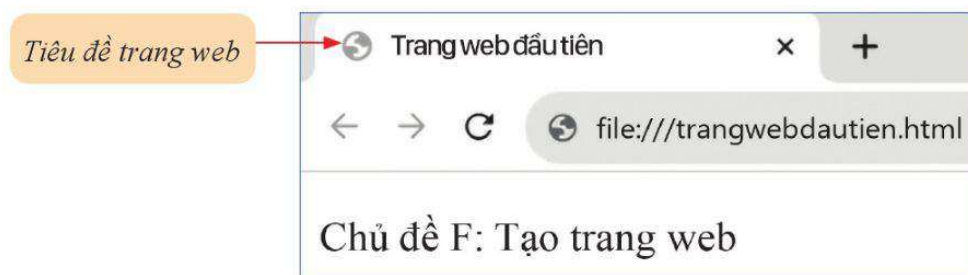 Tiêu đề trang web
Trang web đầu tiên
file:///trangwebdautien.html
Chủ đề F: Tạo trang web